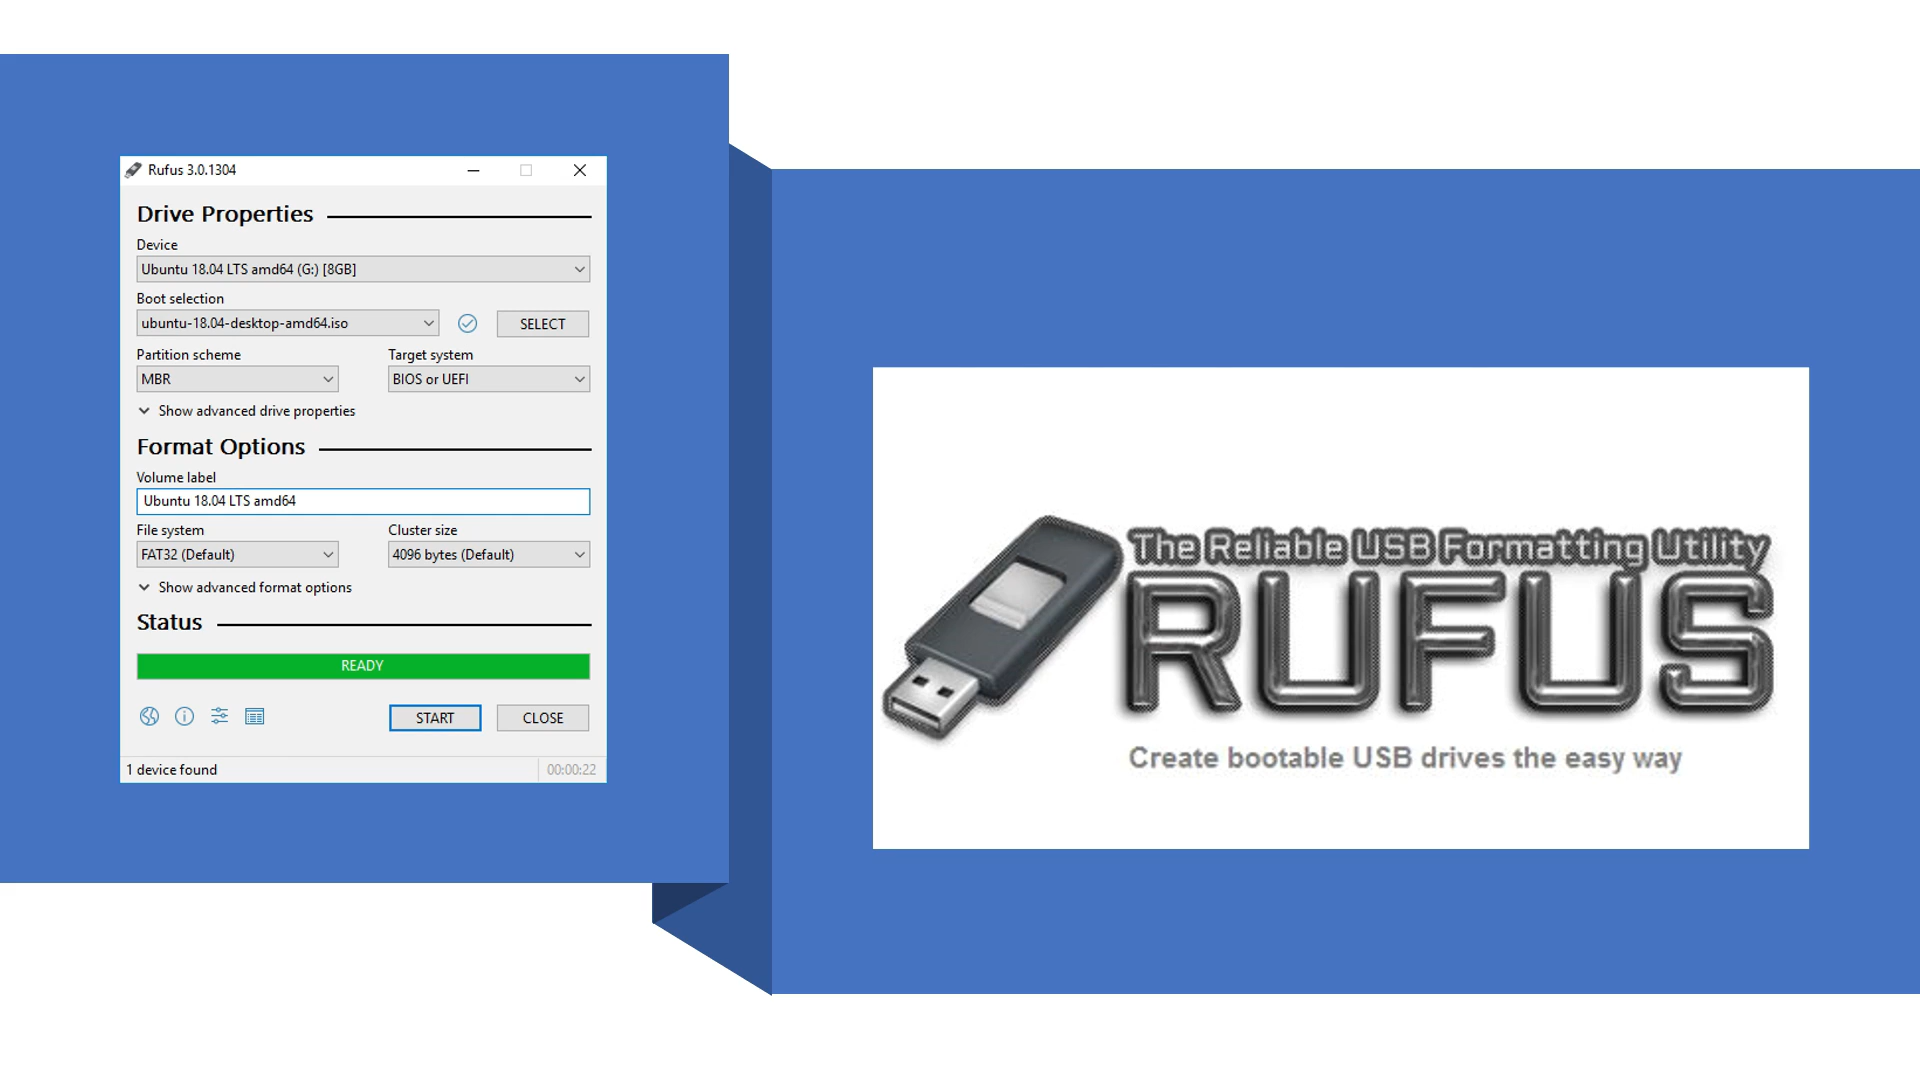 Rufus 3.0.1304
Drive Properties
Device
Ubuntu 18.04 LTS amd64 (G:) [8GB]
Boot selection
ubuntu-18.04-desktop-amd64.iso
SELECT
Partition scheme
Target system
MBR
BIOS or UEFI
Show advanced drive properties
Format Options
Volume label
Ubuntu 18.04 LTS amd64
File system
Cluster size
FAT32 (Default)
4096 bytes (Default)
Show advanced format options
Status
READY
START
CLOSE
1 device found
00:00:22
The Reliable USB Formatting Utility
RUFUS
Create bootable USB drives the easy way